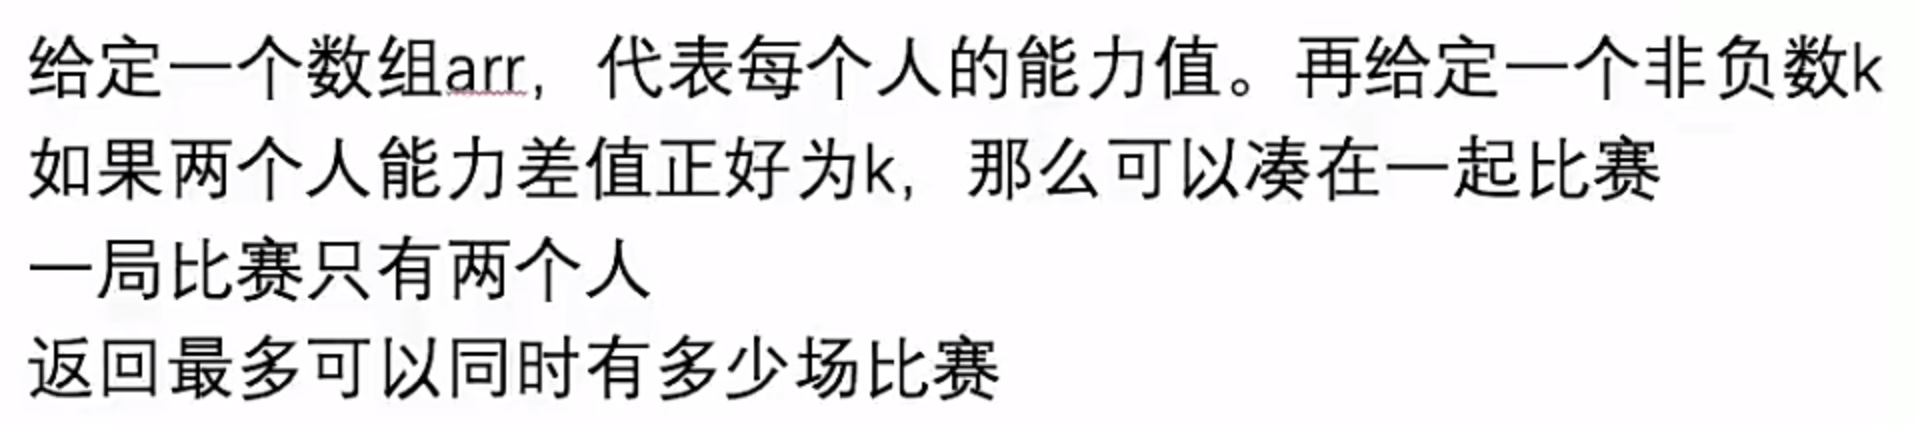 给定一个数组arr，代表每个人的能力值。再给定一个非负数k
如果两个人能力差值正好为k，那么可以凑在一起比赛
一局比赛只有两个人
返回最多可以同时有多少场比赛